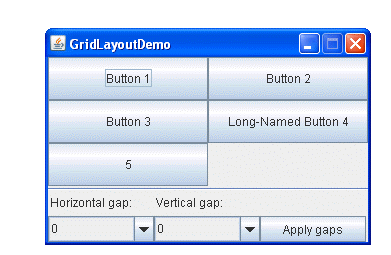 GridLayoutDemo
Button 1
Button 2
Button 3
Long-Named Button 4
5
Horizontal gap:
Vertical gap:
0
0
Apply gaps